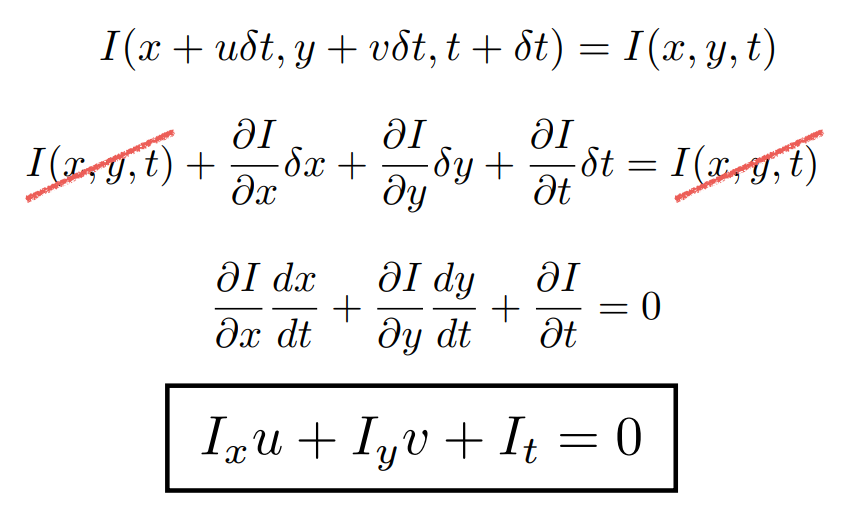 I(x + uδt, y + vδt, t + δt) = I(x, y, t)
I(x, y, t) + ∂I/∂x δx + ∂I/∂y δy + ∂I/∂t δt = I(x, y, t)
∂I/∂x dx/dt + ∂I/∂y dy/dt + ∂I/∂t = 0
I_x u + I_y v + I_t = 0